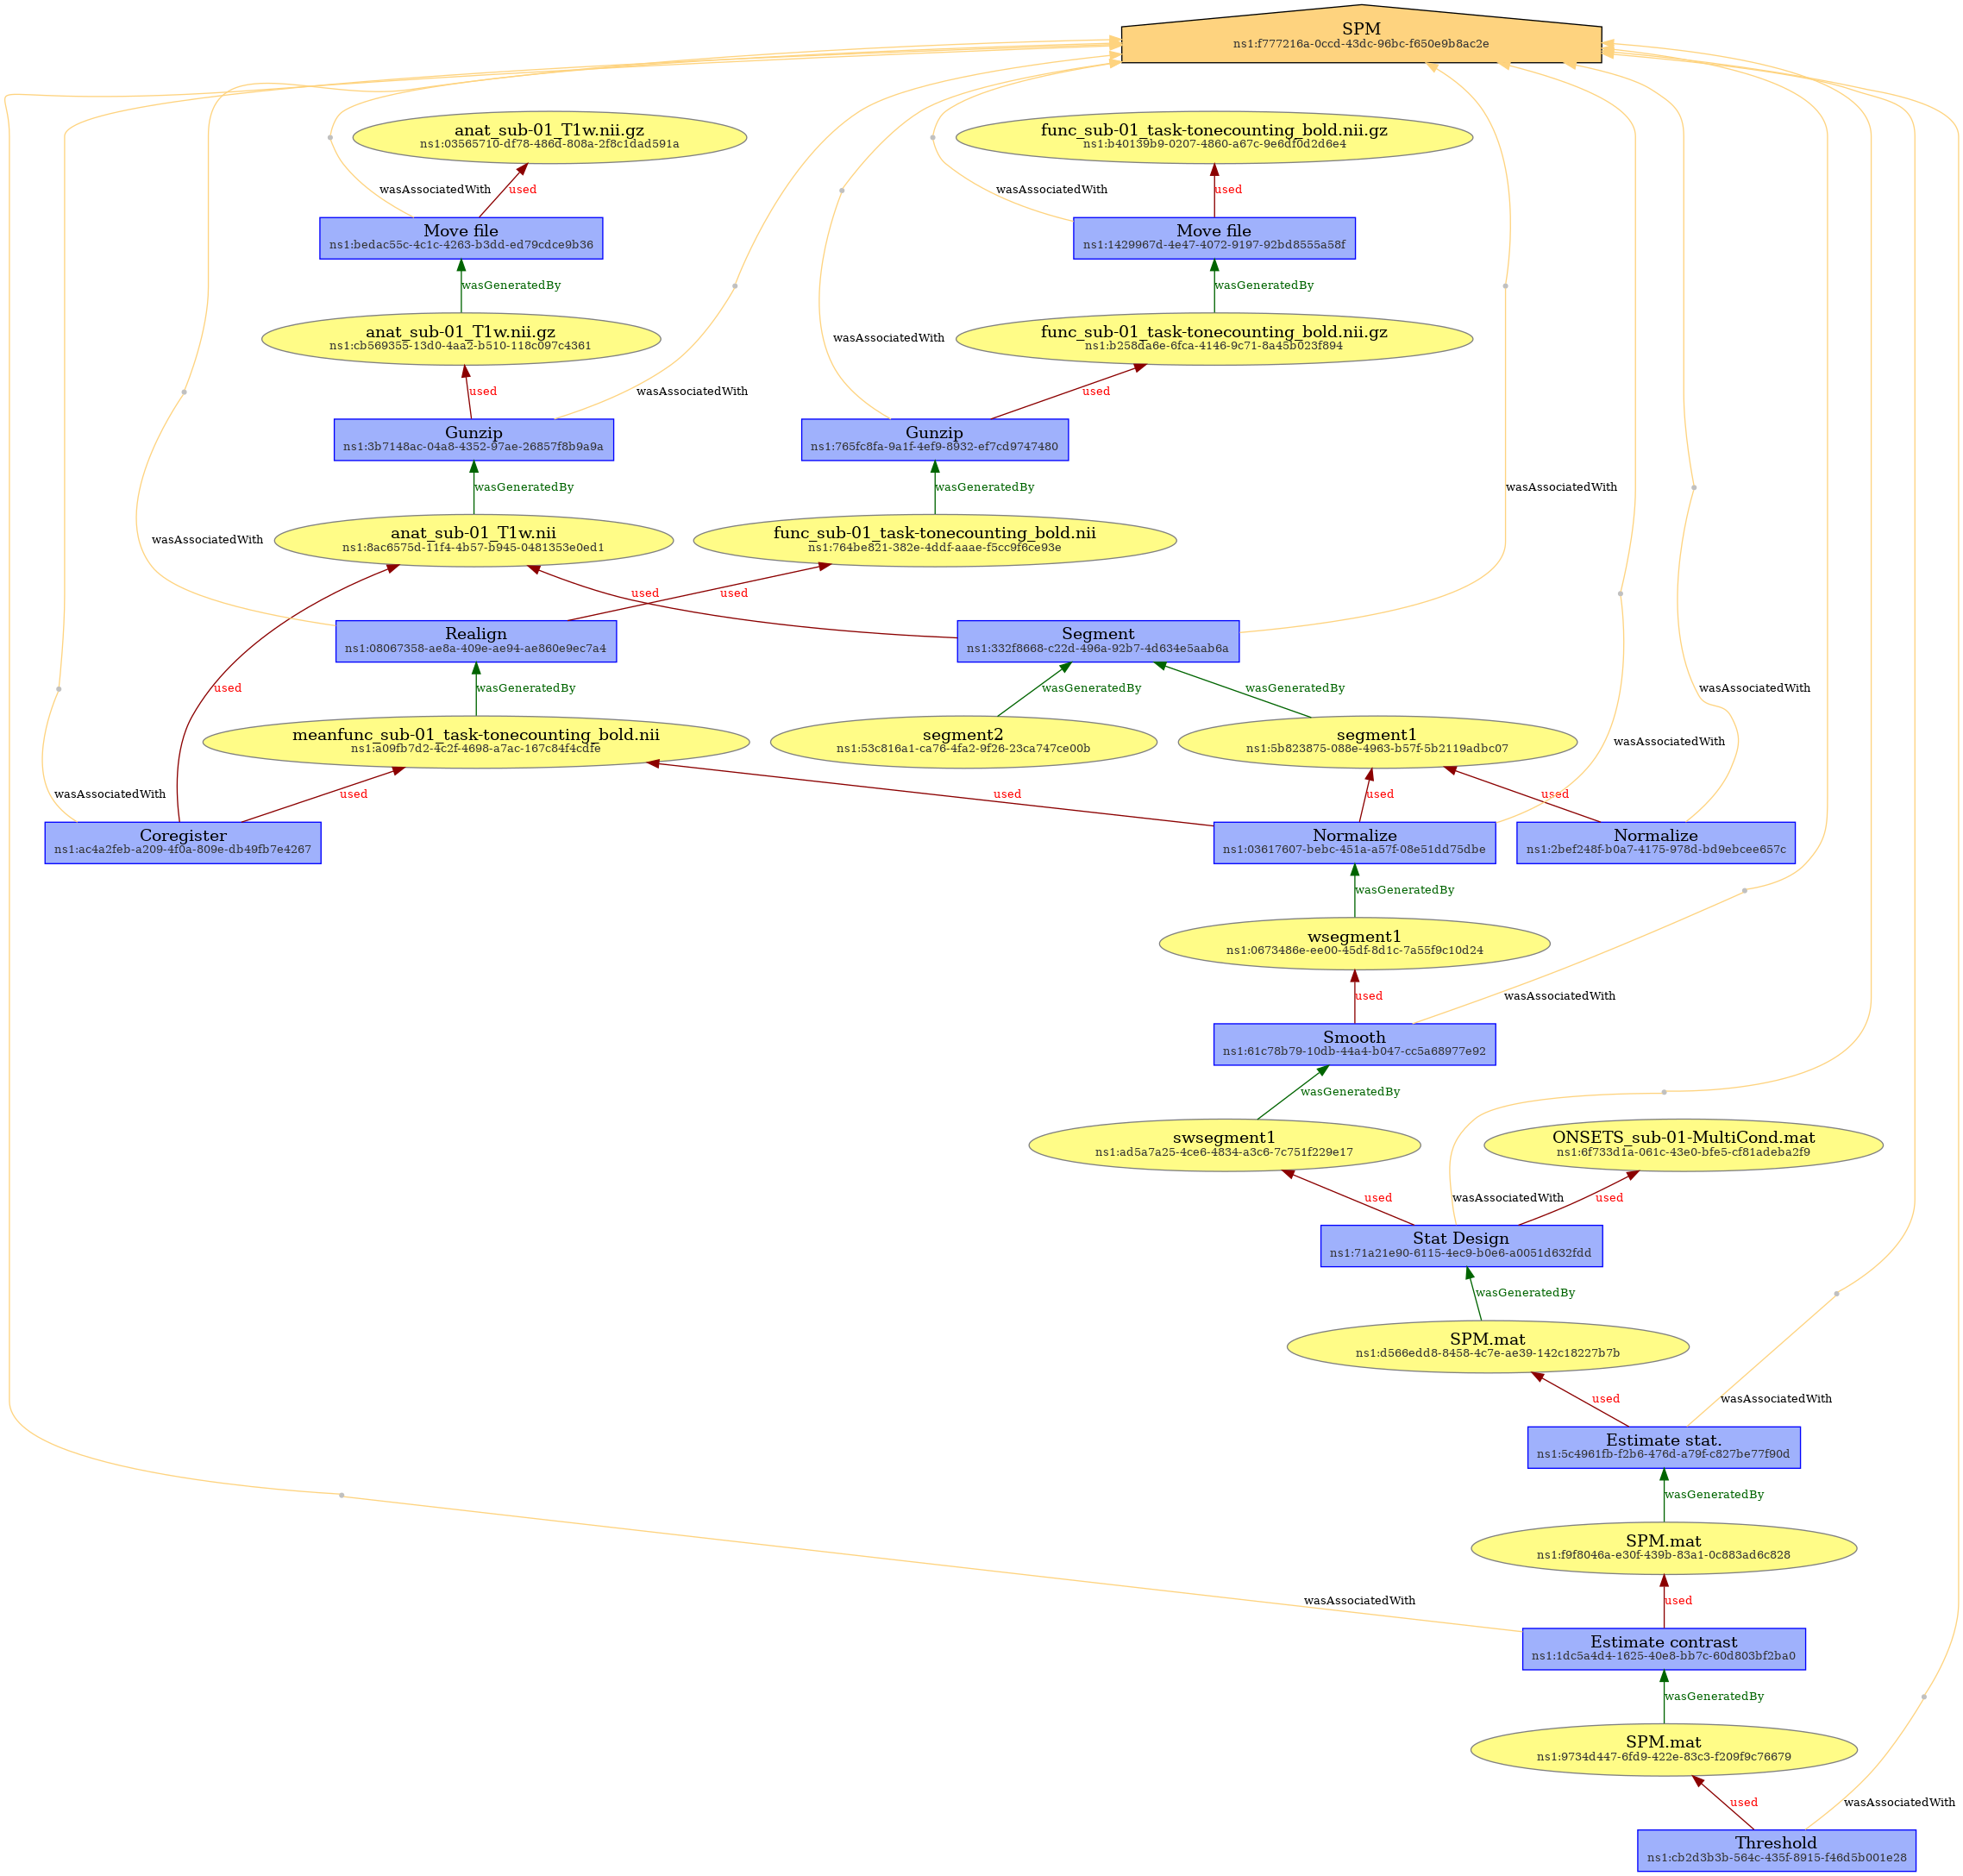 SPM
ns1:f777216a-0ccd-43dc-96bc-f650e9b8ac2e
anat_sub-01_T1w.nii.gz
ns1:03565710-df78-486d-808a-2f8c1dad591a
func_sub-01_task-tonecounting_bold.nii.gz
ns1:b40139b9-0207-4860-a67c-9e6df0d2d6e4
wasAssociatedWith
used
wasAssociatedWith
used
Move file
ns1:bedac55c-4c1c-4263-b3dd-ed79cdce9b36
Move file
ns1:1429967d-4e47-4072-9197-92bd8555a58f
wasGeneratedBy
wasGeneratedBy
anat_sub-01_T1w.nii.gz
ns1:cb569355-13d0-4aa2-b510-118c097c4361
wasAssociatedWith
func_sub-01_task-tonecounting_bold.nii.gz
ns1:b258da6e-6fca-4146-9c71-8a45b023f894
used
wasAssociatedWith
used
Gunzip
ns1:3b7148ac-04a8-4352-97ae-26857f8b9a9a
Gunzip
ns1:765fc8fa-9a1f-4ef9-8932-ef7cd9747480
wasGeneratedBy
wasGeneratedBy
wasAssociatedWith
wasAssociatedWith
anat_sub-01_T1w.nii
ns1:8ac6575d-11f4-4b57-b945-0481353e0ed1
func_sub-01_task-tonecounting_bold.nii
ns1:764be821-382e-4ddf-aaae-f5cc9f6ce93e
used
used
Realign
ns1:08067358-ae8a-409e-ae94-ae860e9ec7a4
Segment
ns1:332f8668-c22d-496a-92b7-4d634e5aab6a
used
wasGeneratedBy
wasGeneratedBy
wasGeneratedBy
wasAssociatedWith
meanfunc_sub-01_task-tonecounting_bold.nii
ns1:a09fb7d2-4c2f-4698-a7ac-167c84f4cdfe
segment2
ns1:53c816a1-ca76-4fa2-9f26-23ca747ce00b
segment1
ns1:5b823875-088e-4963-b57f-5b2119adbc07
wasAssociatedWith
wasAssociatedWith
used
used
used
used
Coregister
ns1:ac4a2feb-a209-4f0a-809e-db49fb7e4267
Normalize
ns1:03617607-bebc-451a-a57f-08e51dd75dbe
Normalize
ns1:2bef248f-b0a7-4175-978d-bd9ebcee657c
wasGeneratedBy
wsegment1
ns1:0673486e-ee00-45df-8d1c-7a55f9c10d24
used
wasAssociatedWith
Smooth
ns1:61c78b79-10db-44a4-b047-cc5a68977e92
wasGeneratedBy
swsegment1
ns1:ad5a7a25-4ce6-4834-a3c6-7c751f229e17
ONSETS_sub-01-MultiCond.mat
ns1:6f733d1a-061c-43e0-bfe5-cf81adeba2f9
used
wasAssociatedWith
used
Stat Design
ns1:71a21e90-6115-4ec9-b0e6-a0051d632fdd
wasGeneratedBy
SPM.mat
ns1:d566edd8-8458-4c7e-ae39-142c18227b7b
used
wasAssociatedWith
Estimate stat.
ns1:5c4961fb-f2b6-476d-a79f-c827be77f90d
wasGeneratedBy
SPM.mat
ns1:f9f8046a-e30f-439b-83a1-0c883ad6c828
wasAssociatedWith
used
Estimate contrast
ns1:1dc5a4d4-1625-40e8-bb7c-60d803bf2ba0
wasGeneratedBy
SPM.mat
ns1:9734d447-6fd9-422e-83c3-f209f9c76679
used
wasAssociatedWith
Threshold
ns1:cb2d3b3b-564c-435f-8915-f46d5b001e28